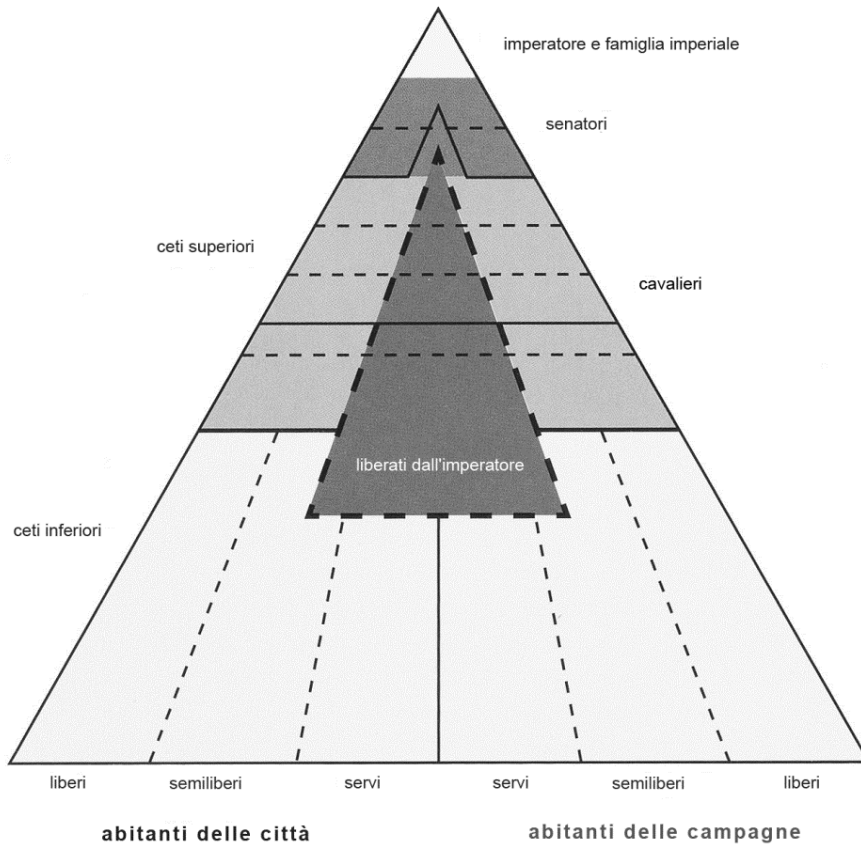 imperatore e famiglia imperiale
senatori
ceti superiori
cavalieri
liberati dall'imperatore
ceti inferiori
liberi semiliberi servi servi semiliberi liberi
abitanti delle città abitanti delle campagne